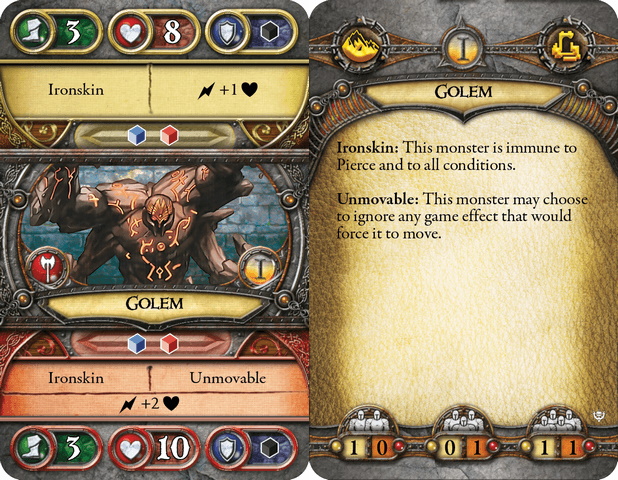 3 8
Ironskin +1
GOLEM
I
Ironskin Unmovable
+2
3 10
I
GOLEM
Ironskin: This monster is immune to
Pierce and to all conditions.
Unmovable: This monster may choose
to ignore any game effect that would
force it to move.
1 0 0 1 1 1